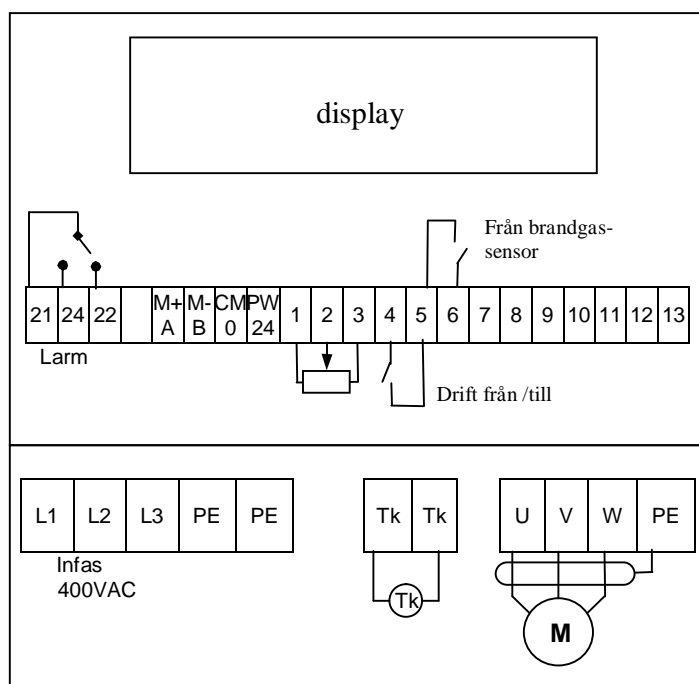 display
Från brandgas-
sensor
21 24 22 M+ A M- B CM 0 PW 24 1 2 3 4 5 6 7 8 9 10 11 12 13
Larm
Drift från /till
L1 L2 L3 PE PE Tk Tk U V W PE
Infas
400VAC
Tk
M